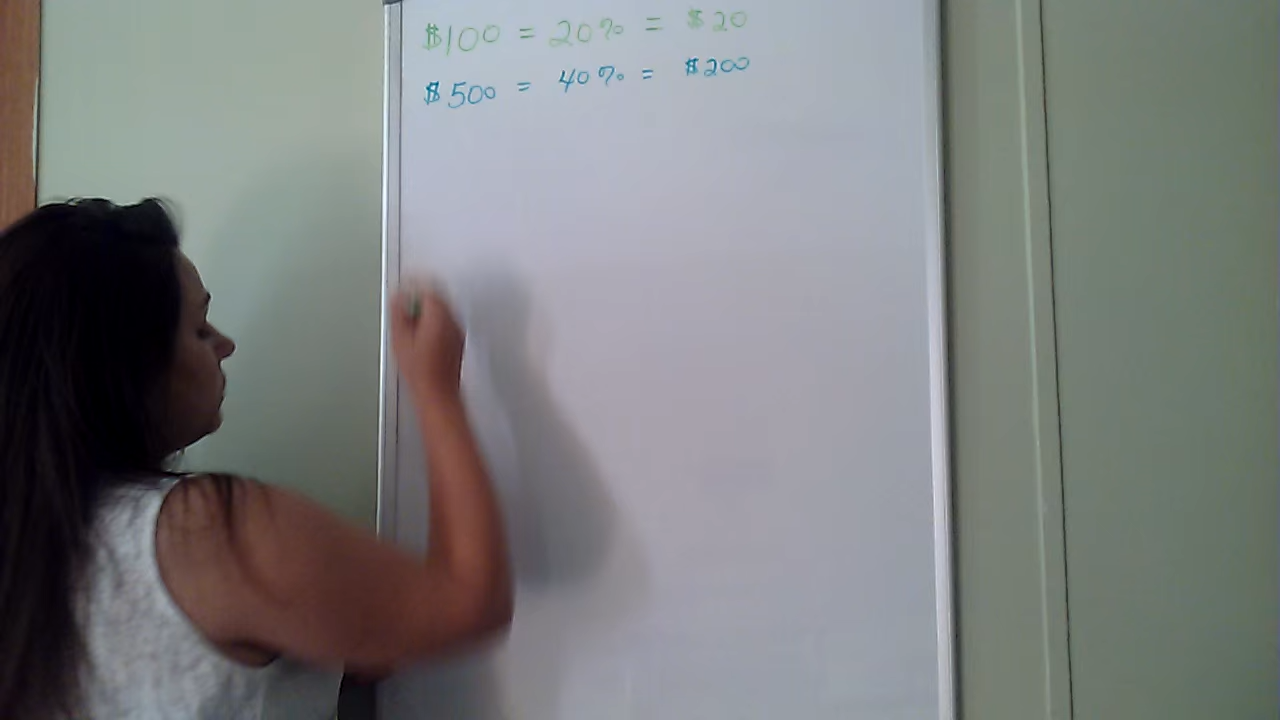 $100 = 20% = $20
$500 = 40% = $200